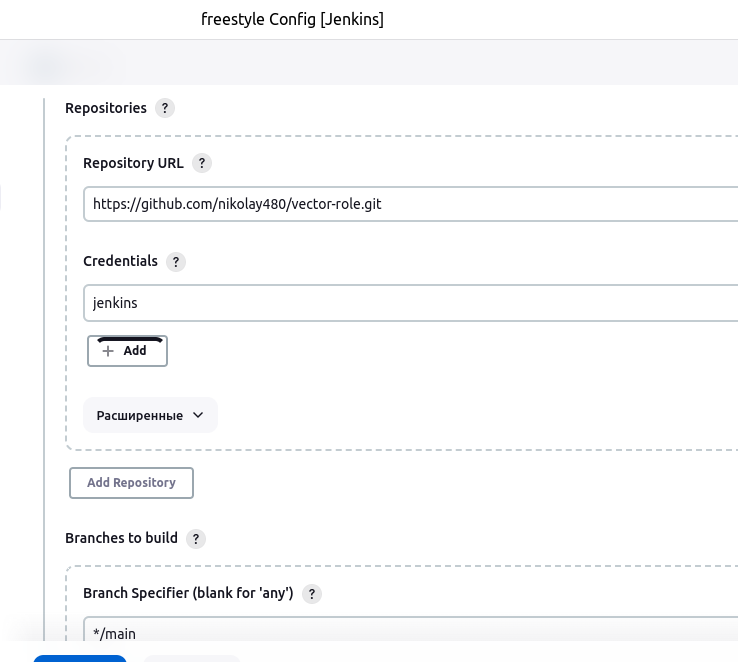 freestyle Config [Jenkins]
Repositories ?
Repository URL ?
https://github.com/nikolay480/vector-role.git
Credentials ?
jenkins
+ Add
Расширенные
Add Repository
Branches to build ?
Branch Specifier (blank for 'any') ?
*/main